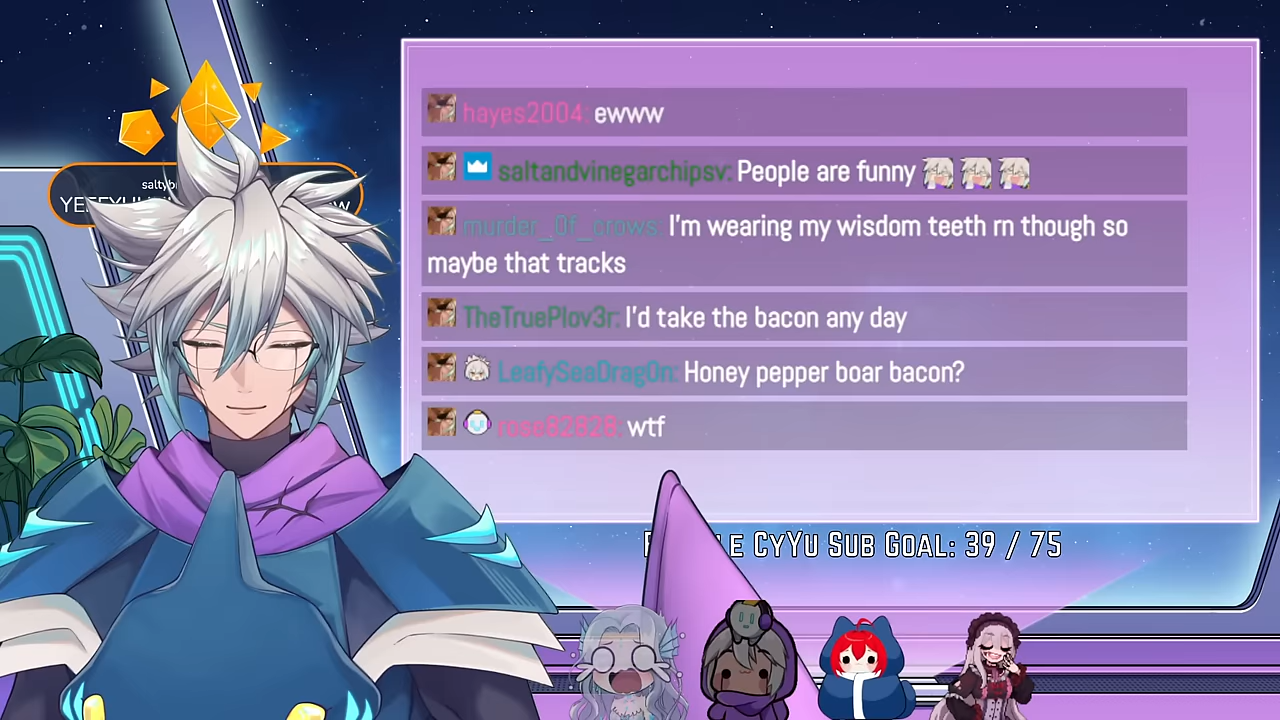 hayes2004: ewww
saltandvinegarchipsv: People are funny
murder_0f_crows: I'm wearing my wisdom teeth rn though so
maybe that tracks
TheTruePlov3r: I'd take the bacon any day
LeafySeaDrag0n: Honey pepper boar bacon?
rose82828: wtf
CyYu Sub Goal: 39 / 75